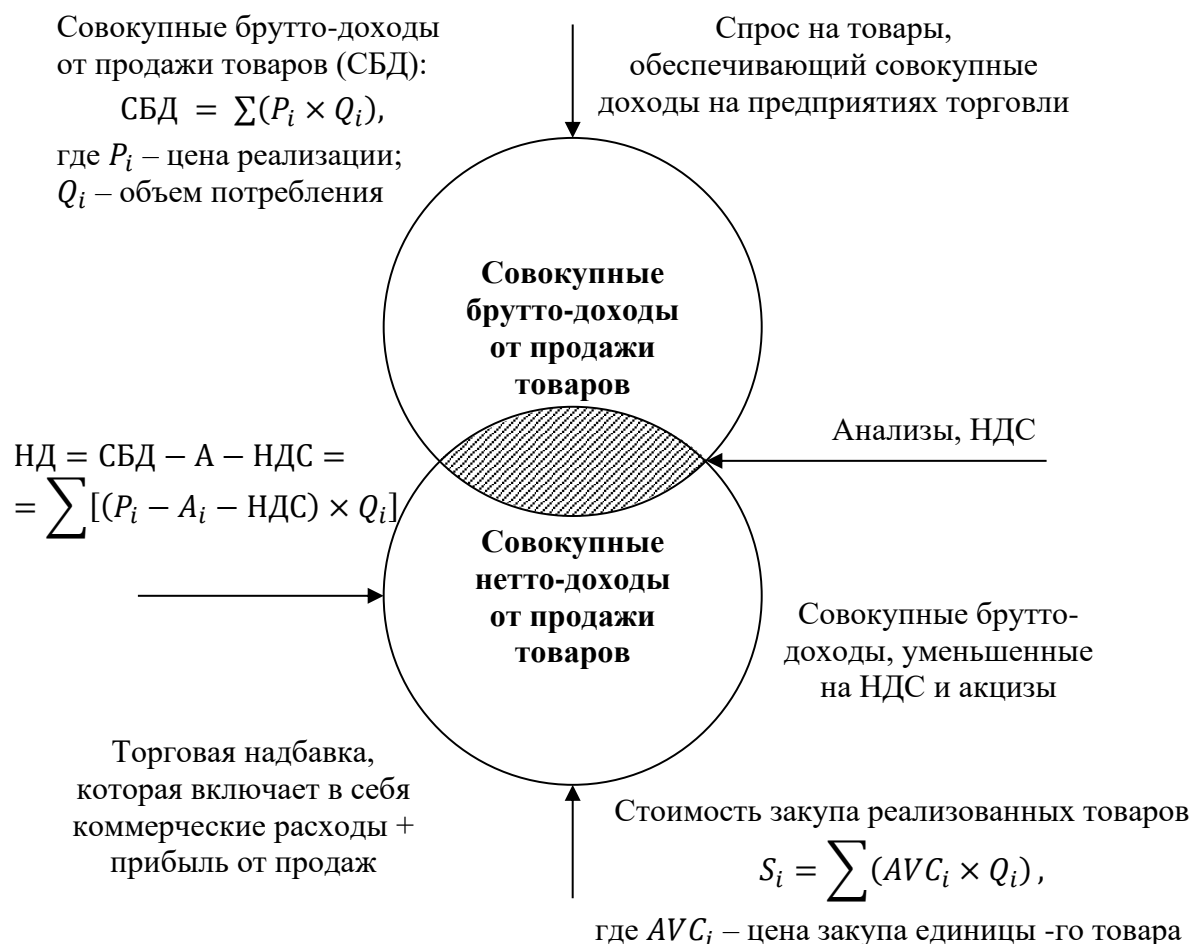 Совокупные брутто-доходы
от продажи товаров (СБД):
СБД = ∑(P_i × Q_i),
где P_i – цена реализации;
Q_i – объем потребления
Спрос на товары,
обеспечивающий совокупные
доходы на предприятиях торговли
Совокупные
брутто-доходы
от продажи
товаров
Анализы, НДС
НД = СБД − А − НДС =
= ∑[(P_i − A_i − НДС) × Q_i]
Совокупные
нетто-доходы
от продажи
товаров
Совокупные брутто-
доходы, уменьшенные
на НДС и акцизы
Торговая надбавка,
которая включает в себя
коммерческие расходы +
прибыль от продаж
Стоимость закупа реализованных товаров
S_i = ∑(AVC_i × Q_i),
где AVC_i – цена закупа единицы -го товара